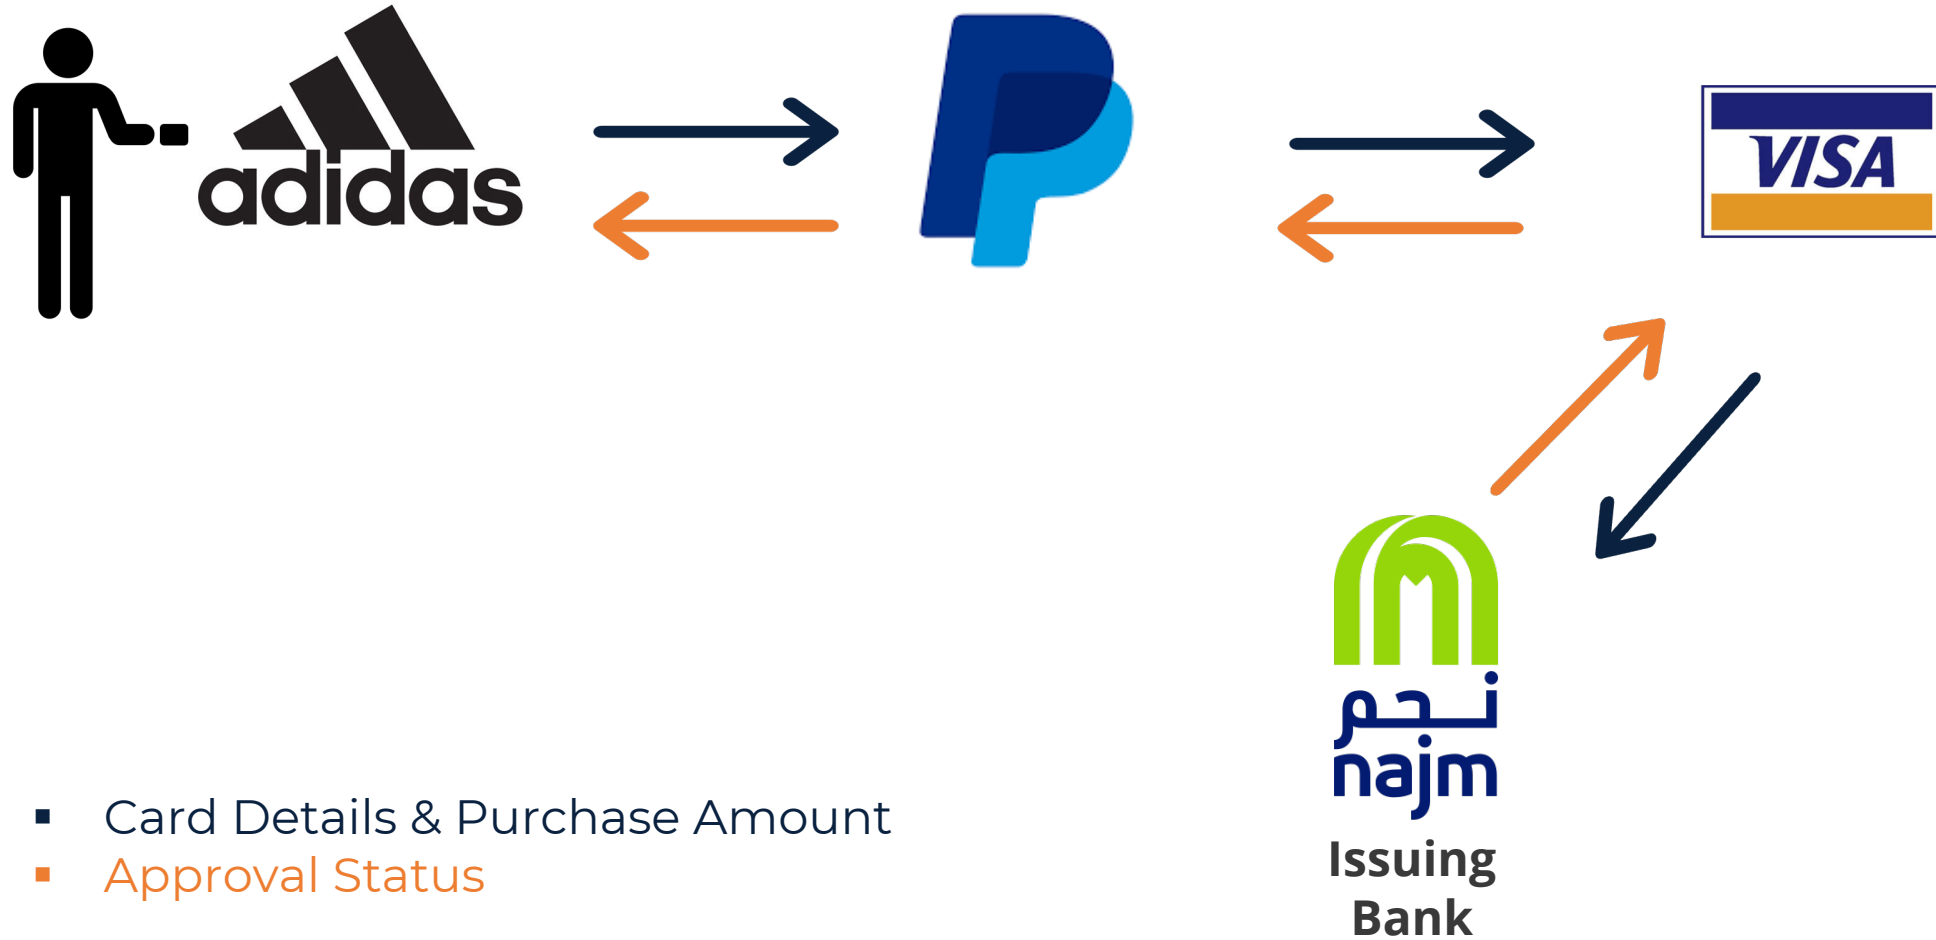 adidas
VISA
نجم
najm
Issuing
Bank
▪ Card Details & Purchase Amount
▪ Approval Status